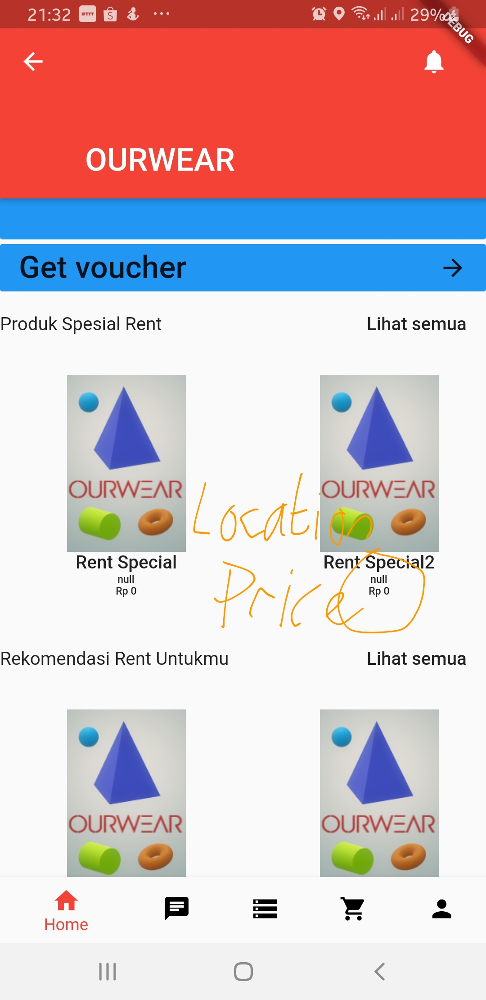 21:32 IFTTT S 29%
DEBUG
OURWEAR
Get voucher
Produk Spesial Rent Lihat semua
OURWEAR OURWEAR
Location
Rent Special Rent Special2
null null
Rp 0 Rp 0
Price
Rekomendasi Rent Untukmu Lihat semua
OURWEAR OURWEAR
Home